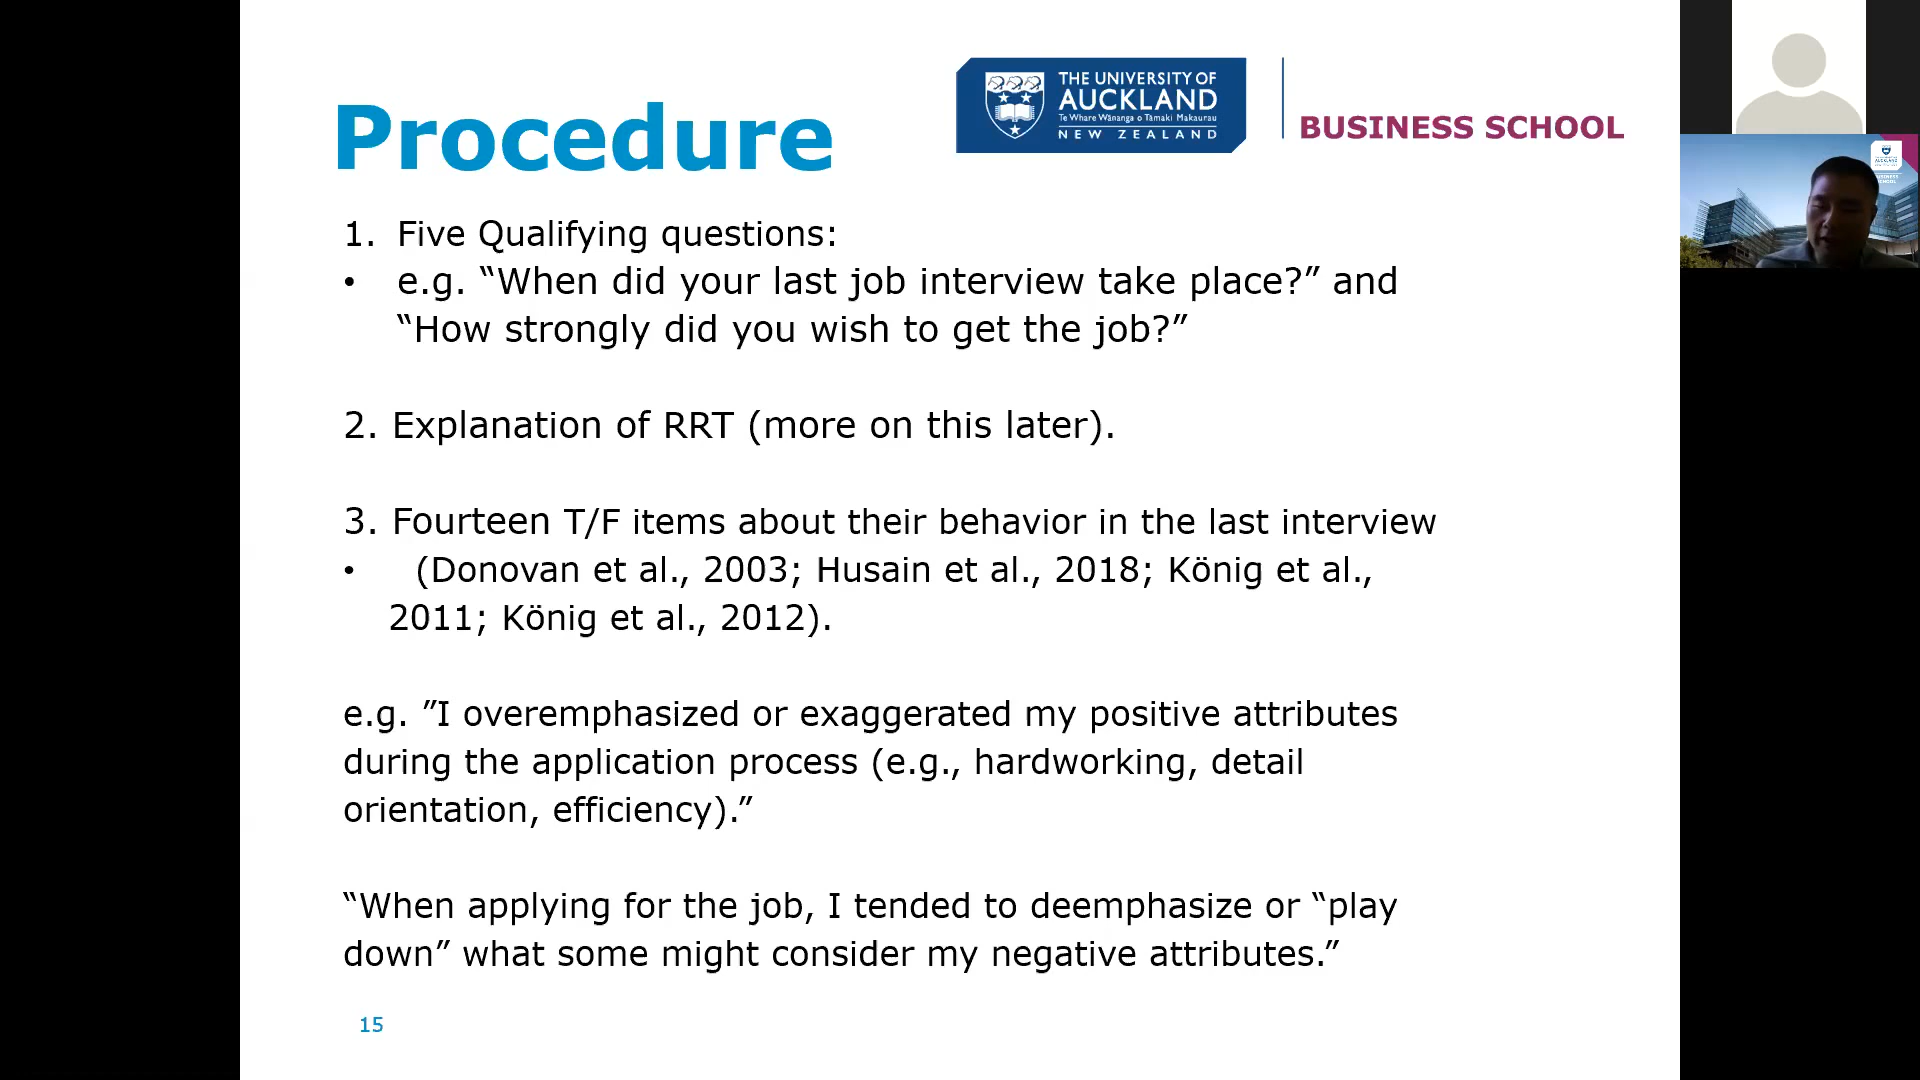 Procedure
THE UNIVERSITY OF
AUCKLAND
Te Whare Wānanga o Tāmaki Makaurau
NEW ZEALAND
BUSINESS SCHOOL
1. Five Qualifying questions:
• e.g. “When did your last job interview take place?” and
“How strongly did you wish to get the job?”
2. Explanation of RRT (more on this later).
3. Fourteen T/F items about their behavior in the last interview
• (Donovan et al., 2003; Husain et al., 2018; König et al.,
2011; König et al., 2012).
e.g. ”I overemphasized or exaggerated my positive attributes
during the application process (e.g., hardworking, detail
orientation, efficiency).”
“When applying for the job, I tended to deemphasize or “play
down” what some might consider my negative attributes.”
15